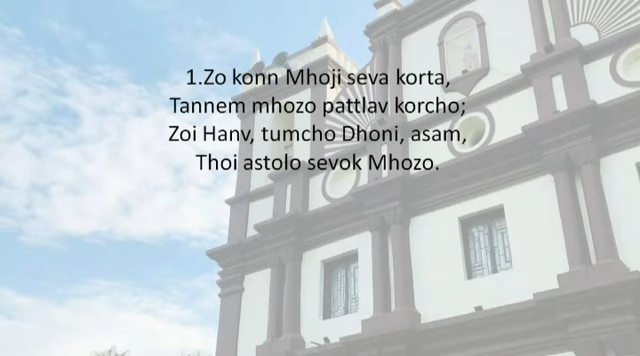 1.Zo konn Mhoji seva korta,
Tannem mhozo pattlav korcho;
Zoi Hanv, tumcho Dhoni, asam,
Thoi astolo sevok Mhozo.